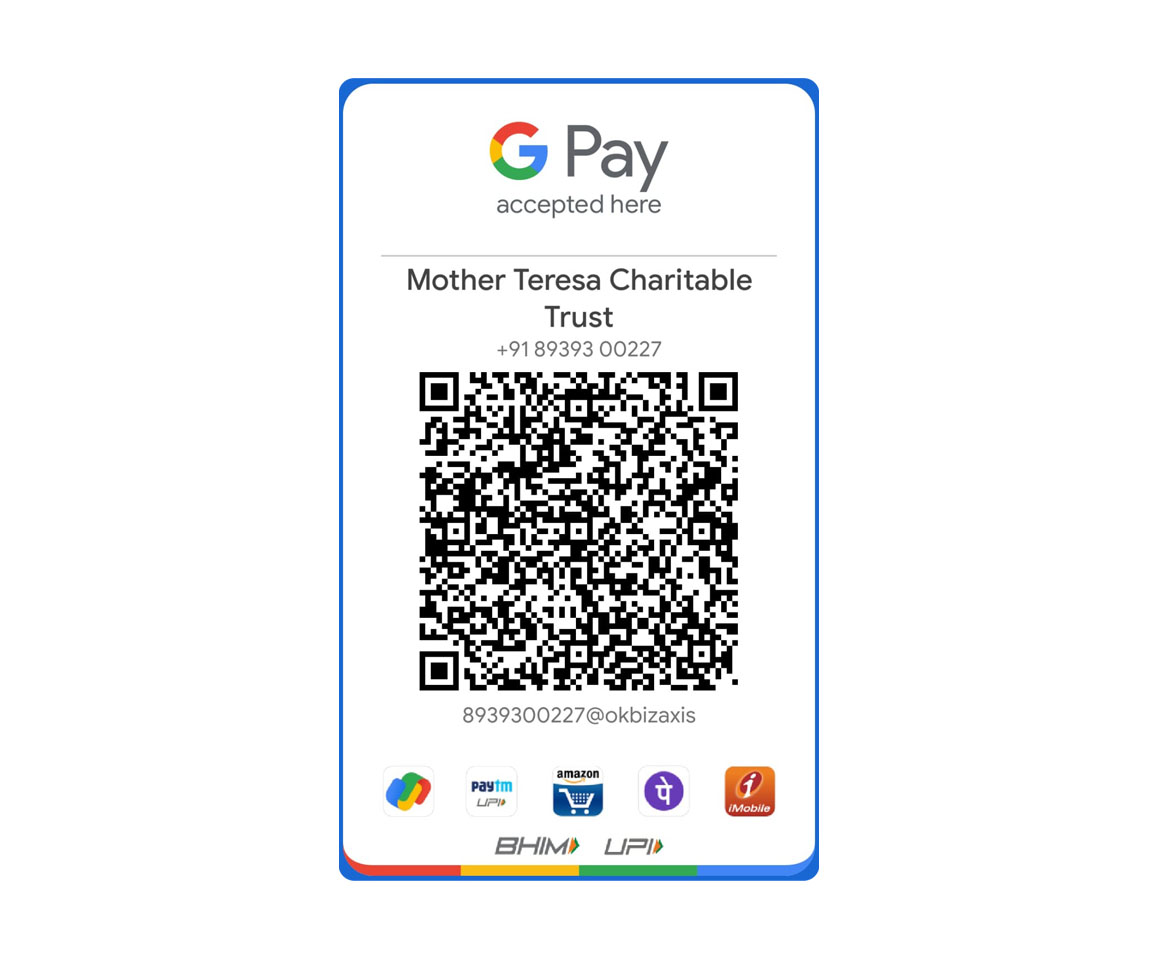 G Pay
accepted here
Mother Teresa Charitable
Trust
+91 89393 00227
8939300227@okbizaxis
paytm
UPI
amazon
पे
i
iMobile
BHIM UPI